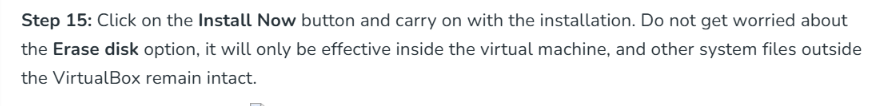 Step 15: Click on the Install Now button and carry on with the installation. Do not get worried about
the Erase disk option, it will only be effective inside the virtual machine, and other system files outside
the VirtualBox remain intact.